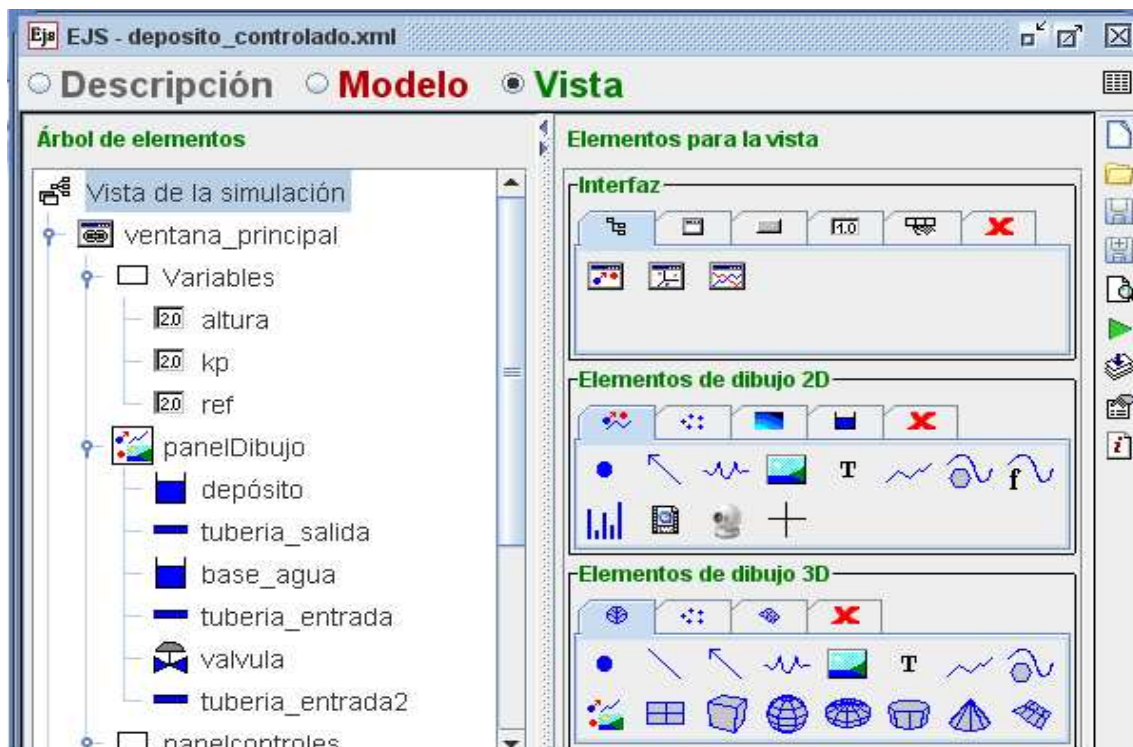 Ejs EJS - deposito_controlado.xml
Descripción Modelo Vista
Árbol de elementos
Vista de la simulación
ventana_principal
Variables
2.0 altura
2.0 kp
2.0 ref
panelDibujo
depósito
tuberia_salida
base_agua
tuberia_entrada
valvula
tuberia_entrada2
panelcontroles
Elementos para la vista
Interfaz
1.0
Elementos de dibujo 2D
T
f
Elementos de dibujo 3D
T
i